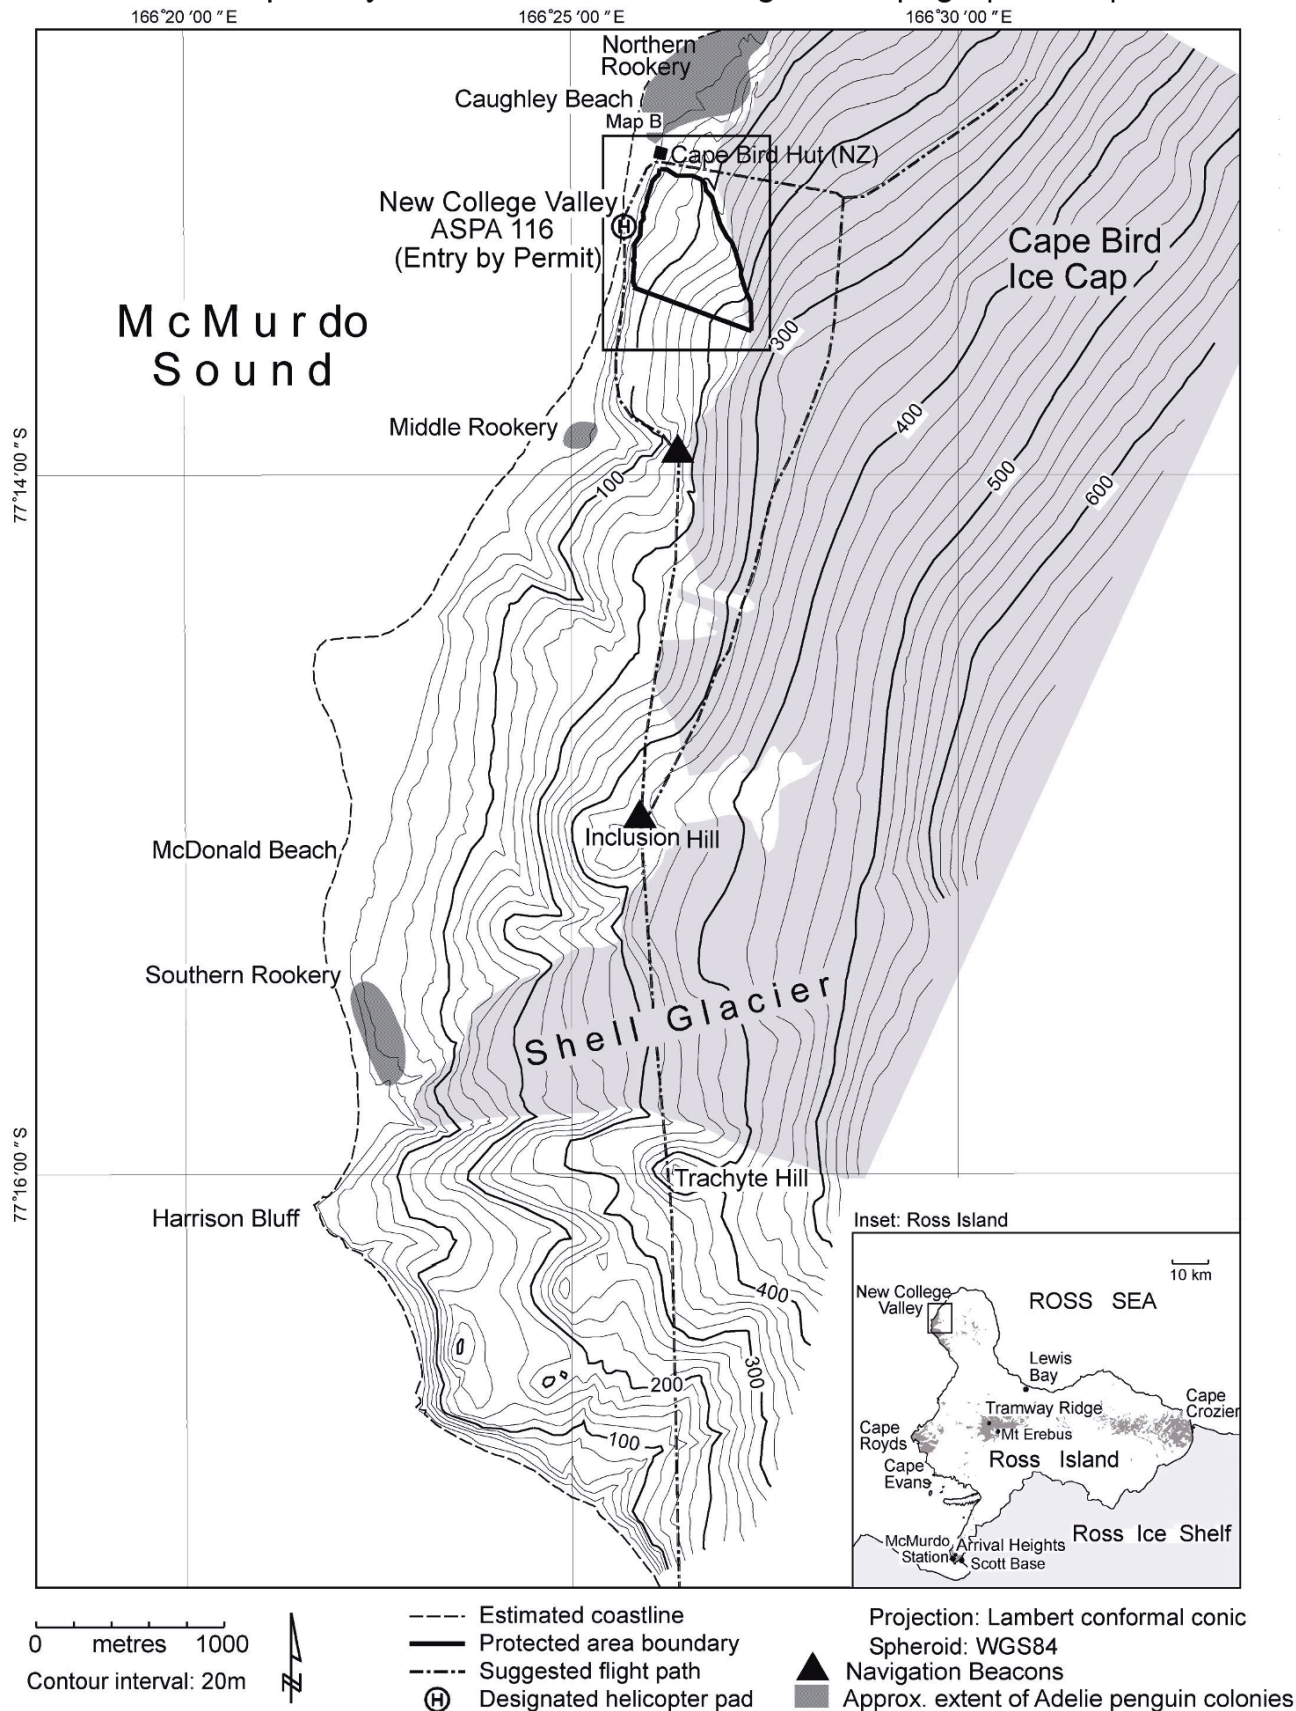 166°20'00"E
166°25'00"E
166°30'00"E
Northern
Rookery
Caughley Beach
Map B
Cape Bird Hut (NZ)
New College Valley
ASPA 116
(Entry by Permit)
H
Cape Bird
Ice Cap
McMurdo
Sound
300
400
500
600
Middle Rookery
77°14'00"S
100
Inclusion Hill
McDonald Beach
Southern Rookery
Shell Glacier
77°16'00"S
Trachyte Hill
Harrison Bluff
400
300
200
100
Inset: Ross Island
10 km
New College
Valley
ROSS SEA
Lewis
Bay
Tramway Ridge
Mt Erebus
Cape
Crozier
Cape
Royds
Ross Island
Cape
Evans
Ross Ice Shelf
McMurdo
Station
Arrival Heights
Scott Base
0 metres 1000
Contour interval: 20m
N
Estimated coastline
Protected area boundary
Suggested flight path
H Designated helicopter pad
Projection: Lambert conformal conic
Spheroid: WGS84
Navigation Beacons
Approx. extent of Adelie penguin colonies